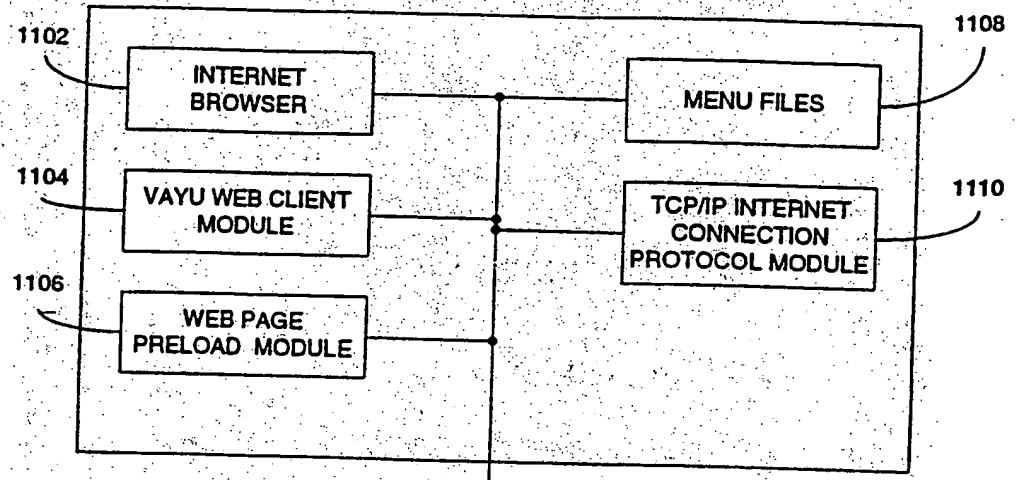 1102
INTERNET
BROWSER
1108
MENU FILES
1104
VAYU WEB CLIENT
MODULE
1110
TCP/IP INTERNET
CONNECTION
PROTOCOL MODULE
1106
WEB PAGE
PRELOAD MODULE